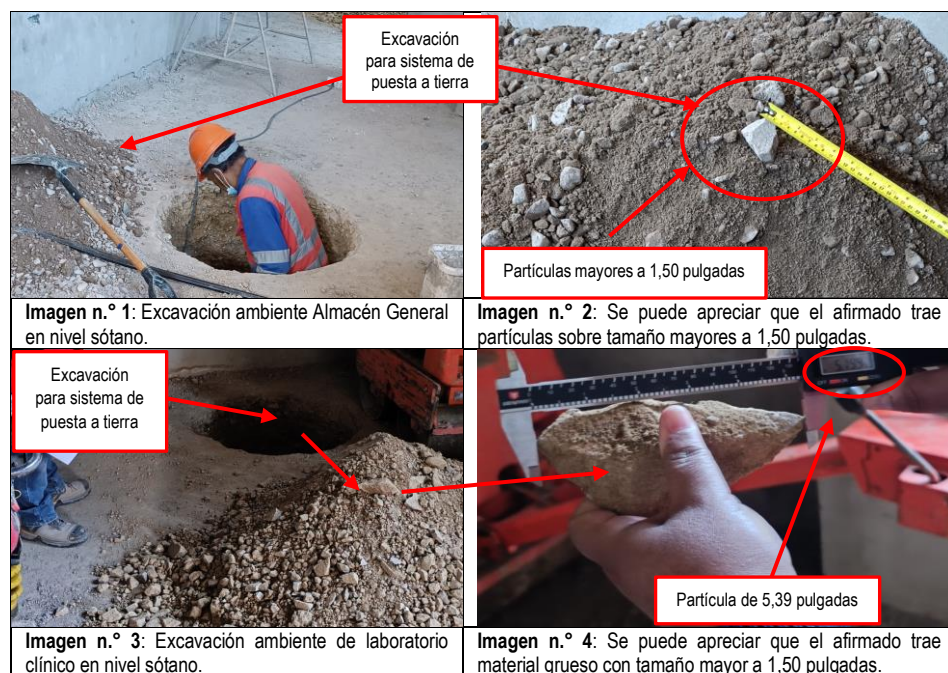 Excavación
para sistema de
puesta a tierra
Partículas mayores a 1,50 pulgadas
Imagen n.° 1: Excavación ambiente Almacén General
en nivel sótano.
Imagen n.° 2: Se puede apreciar que el afirmado trae
partículas sobre tamaño mayores a 1,50 pulgadas.
Excavación
para sistema de
puesta a tierra
Partícula de 5,39 pulgadas
Imagen n.° 3: Excavación ambiente de laboratorio
clínico en nivel sótano.
Imagen n.° 4: Se puede apreciar que el afirmado trae
material grueso con tamaño mayor a 1,50 pulgadas.